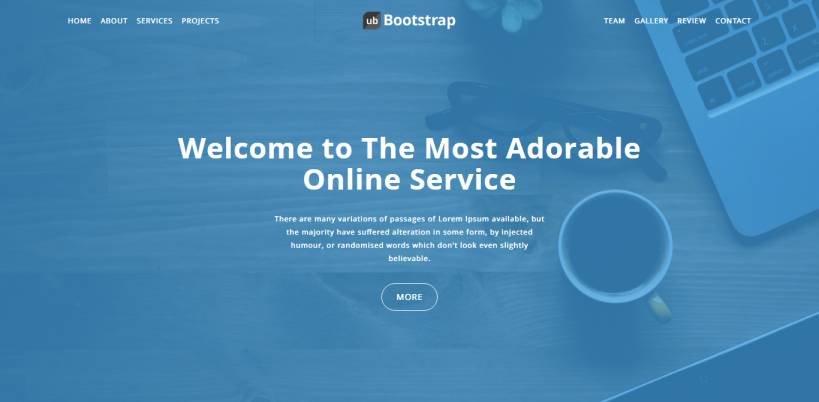 HOME ABOUT SERVICES PROJECTS ub Bootstrap TEAM GALLERY REVIEW CONTACT
Welcome to The Most Adorable
Online Service
There are many variations of passages of Lorem Ipsum available, but
the majority have suffered alteration in some form, by injected
humour, or randomised words which don't look even slightly
believable.
MORE